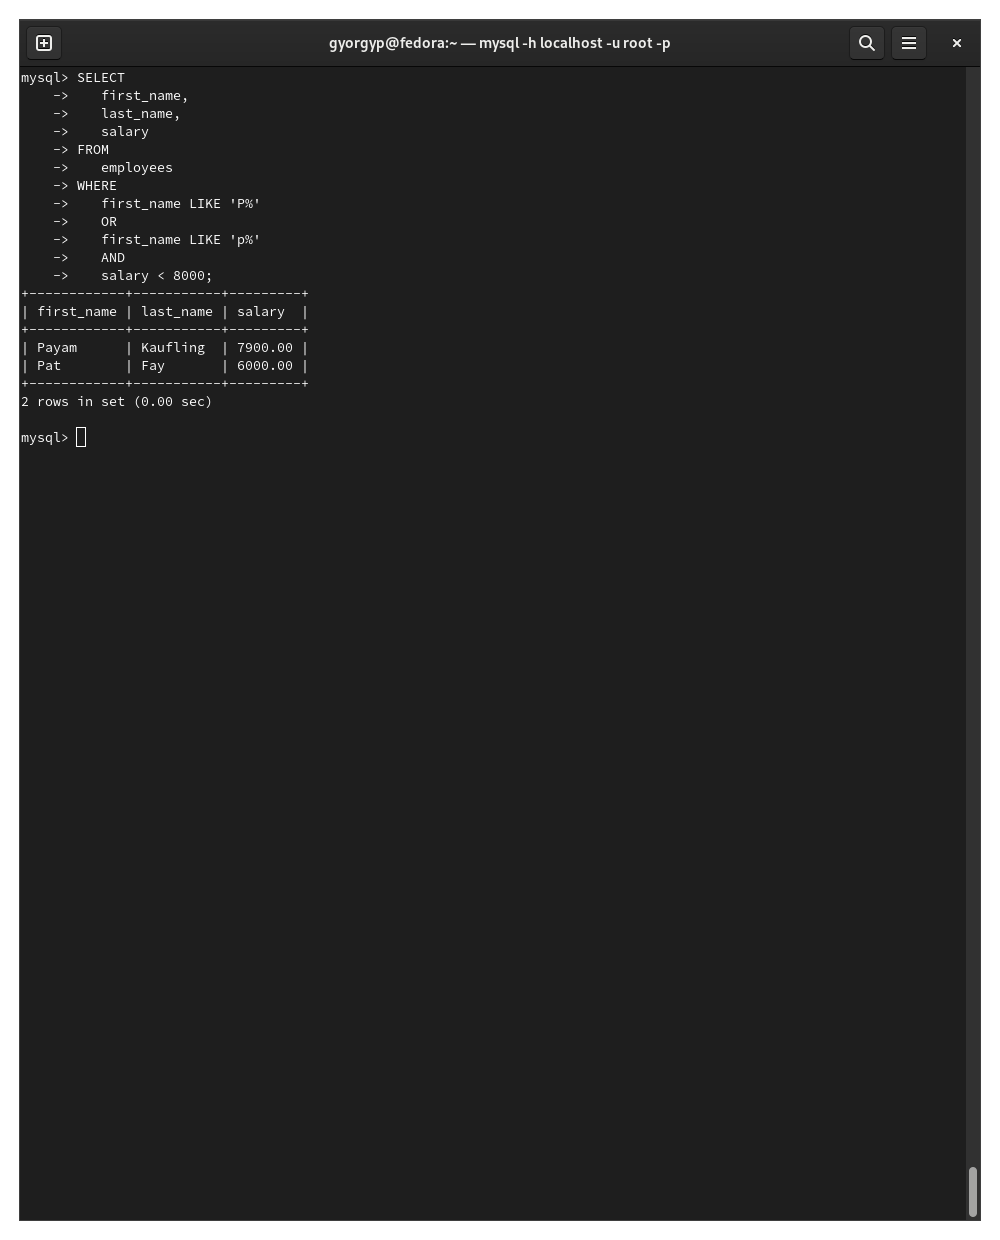 gyorgyp@fedora:~ — mysql -h localhost -u root -p
mysql> SELECT
    ->    first_name,
    ->    last_name,
    ->    salary
    -> FROM
    ->    employees
    -> WHERE
    ->    first_name LIKE 'P%'
    ->    OR
    ->    first_name LIKE 'p%'
    ->    AND
    ->    salary < 8000;
+------------+-----------+---------+
| first_name | last_name | salary  |
+------------+-----------+---------+
| Payam      | Kaufling  | 7900.00 |
| Pat        | Fay       | 6000.00 |
+------------+-----------+---------+
2 rows in set (0.00 sec)

mysql>